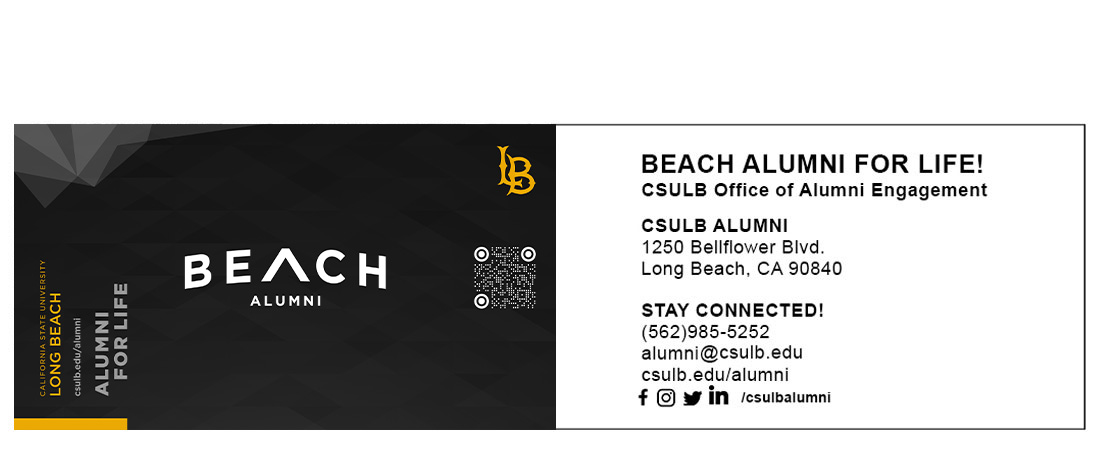 CALIFORNIA STATE UNIVERSITY
LONG BEACH
csulb.edu/alumni
ALUMNI
FOR LIFE
BEACH
ALUMNI
LB
BEACH ALUMNI FOR LIFE!
CSULB Office of Alumni Engagement
CSULB ALUMNI
1250 Bellflower Blvd.
Long Beach, CA 90840
STAY CONNECTED!
(562)985-5252
alumni@csulb.edu
csulb.edu/alumni
/csulbalumni